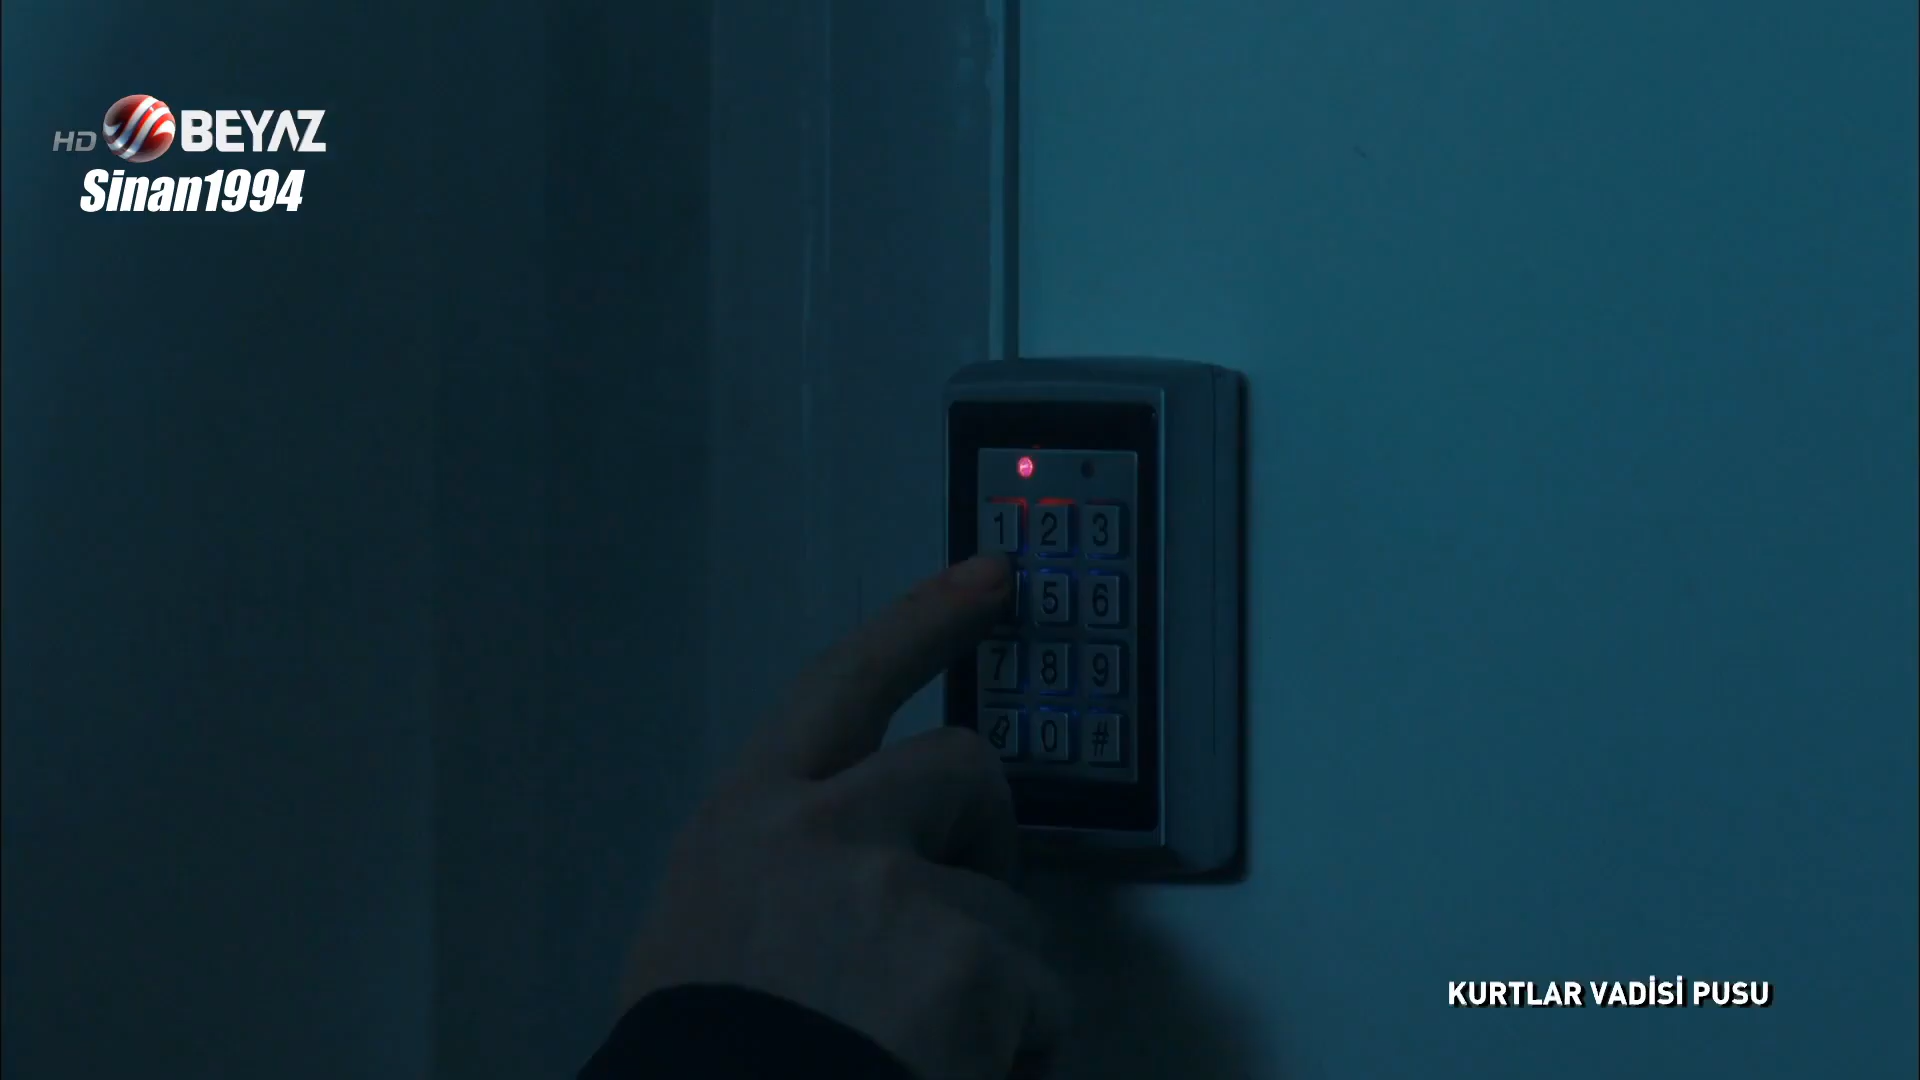 HD BEYAZ
Sinan1994
1 2 3
5 6
7 8 9
0 #
KURTLAR VADİSİ PUSU